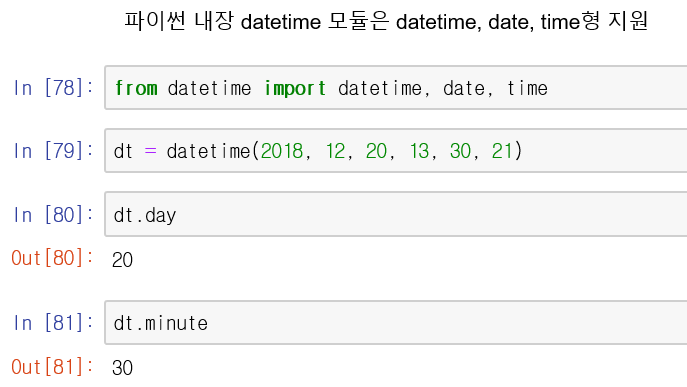 파이썬 내장 datetime 모듈은 datetime, date, time형 지원
In [78]: from datetime import datetime, date, time
In [79]: dt = datetime(2018, 12, 20, 13, 30, 21)
In [80]: dt.day
Out[80]: 20
In [81]: dt.minute
Out[81]: 30